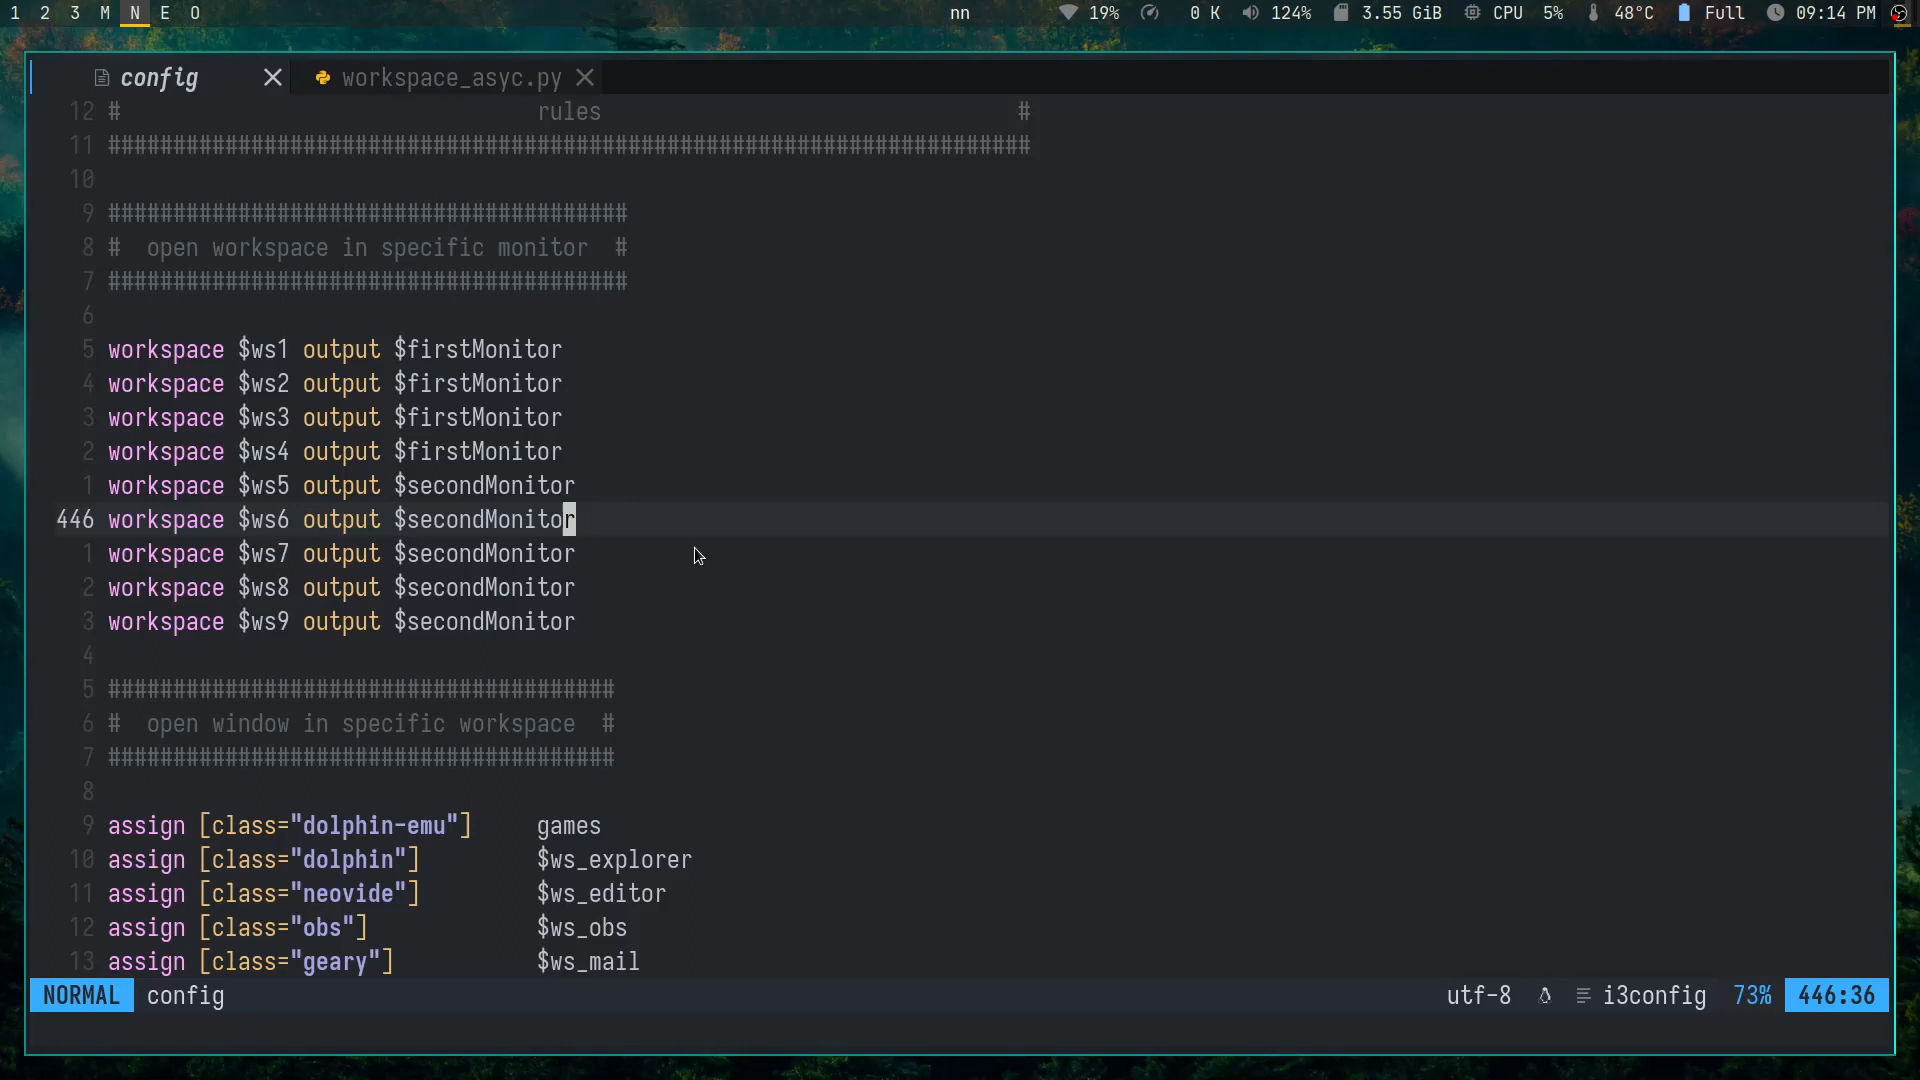 1 2 3 M N E O nn 19% 0 K 124% 3.55 GiB CPU 5% 48°C Full 09:14 PM
config workspace_asyc.py
12 # rules #
11 #######################################################################
10
9 ########################################
8 # open workspace in specific monitor #
7 ########################################
6
5 workspace $ws1 output $firstMonitor
4 workspace $ws2 output $firstMonitor
3 workspace $ws3 output $firstMonitor
2 workspace $ws4 output $firstMonitor
1 workspace $ws5 output $secondMonitor
446 workspace $ws6 output $secondMonitor
1 workspace $ws7 output $secondMonitor
2 workspace $ws8 output $secondMonitor
3 workspace $ws9 output $secondMonitor
4
5 #######################################
6 # open window in specific workspace #
7 #######################################
8
9 assign [class="dolphin-emu"] games
10 assign [class="dolphin"] $ws_explorer
11 assign [class="neovide"] $ws_editor
12 assign [class="obs"] $ws_obs
13 assign [class="geary"] $ws_mail
NORMAL config utf-8 i3config 73% 446:36